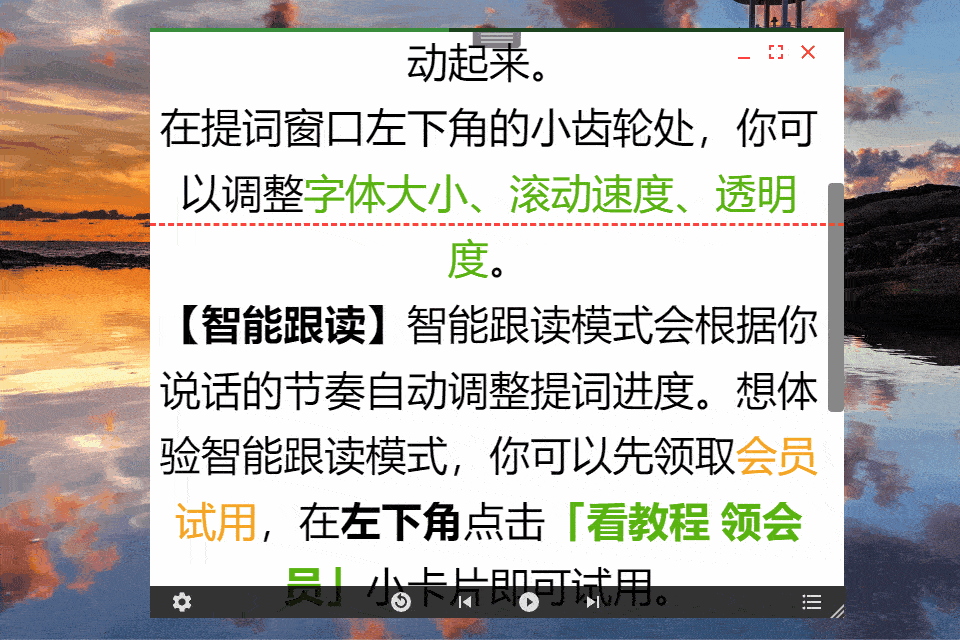 动起来。
在提词窗口左下角的小齿轮处，你可
以调整字体大小、滚动速度、透明
度。
【智能跟读】智能跟读模式会根据你
说话的节奏自动调整提词进度。想体
验智能跟读模式，你可以先领取会员
试用，在左下角点击「看教程 领会
员」小卡片即可试用。